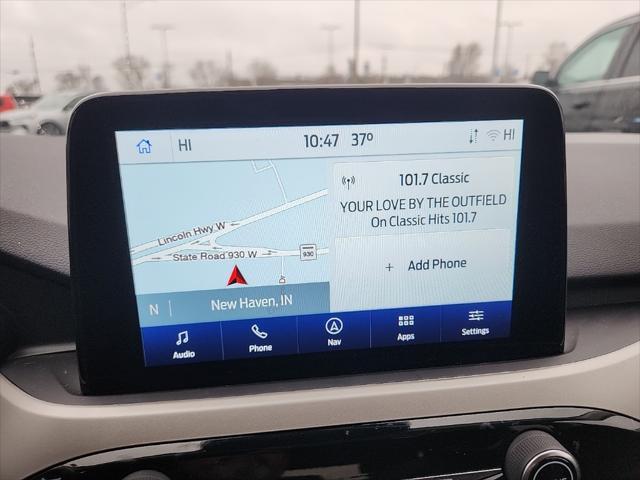 HI 10:47 37° HI
101.7 Classic
YOUR LOVE BY THE OUTFIELD
On Classic Hits 101.7
Lincoln Hwy W
State Road 930 W
930
+ Add Phone
N | New Haven, IN
Audio Phone Nav Apps Settings